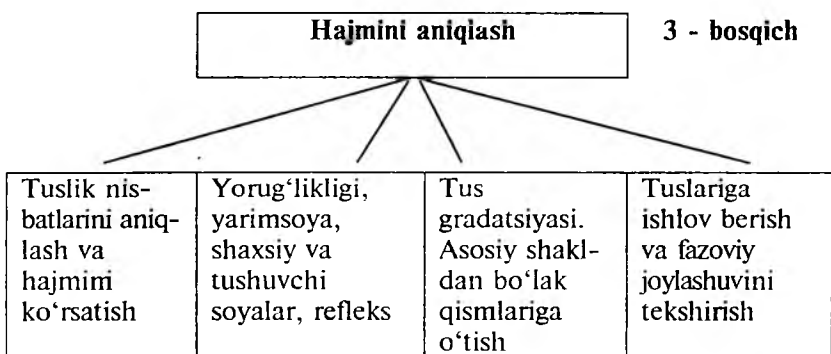 Hajmini aniqlash
3 - bosqich
Tuslik nis-
batlarini aniq-
lash va
hajmini
ko‘rsatish
Yorug‘likligi,
yarimsoya,
shaxsiy va
tushuvchi
soyalar, refleks
Tus
gradatsiyasi.
Asosiy shakl-
dan bo‘lak
qismlariga
o‘tish
Tuslariga
ishlov berish
va fazoviy
joylashuvini
tekshirish